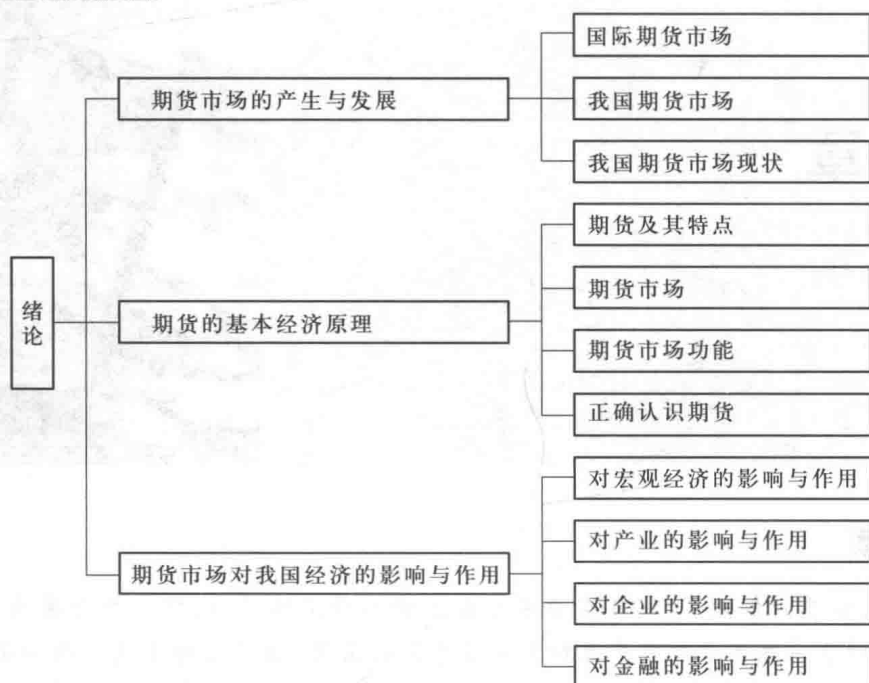 绪论
期货市场的产生与发展
国际期货市场
我国期货市场
我国期货市场现状
期货的基本经济原理
期货及其特点
期货市场
期货市场功能
正确认识期货
期货市场对我国经济的影响与作用
对宏观经济的影响与作用
对产业的影响与作用
对企业的影响与作用
对金融的影响与作用